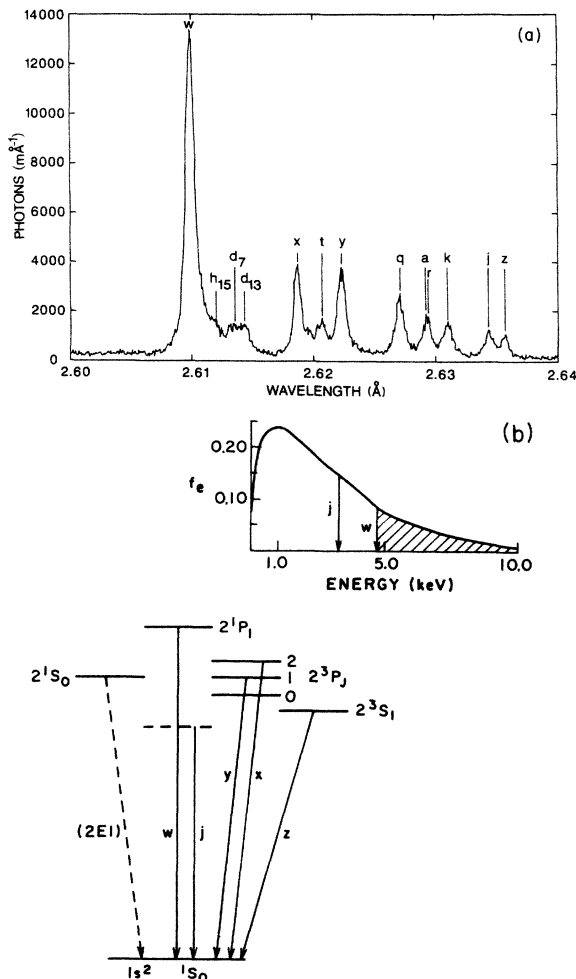 (a)
14000
12000
10000
8000
6000
4000
2000
0
PHOTONS (mÅ⁻¹)
w
h₁₅
d₇
d₁₃
x
t
y
q
a
r
k
j
z
2.60 2.61 2.62 2.63 2.64
WAVELENGTH (Å)
(b)
0.20
0.10
fₑ
j
w
1.0 5.0 10.0
ENERGY (keV)
2¹P₁
2¹S₀
2
1 2³P_J
0
2³S₁
(2E1) w j y x z
1s² ¹S₀